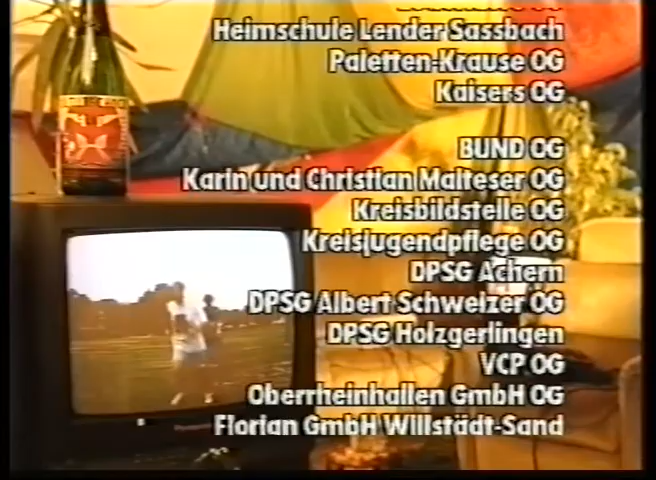 Heimschule Lender Sassbach
Paletten-Krause OG
Kaisers OG
BUND OG
Karin und Christian Malteser OG
Kreisbildstelle OG
Kreisjugendpflege OG
DPSG Achern
DPSG Albert Schweizer OG
DPSG Holzgerlingen
VCP OG
Oberrheinhallen GmbH OG
Florian GmbH Willstädt-Sand